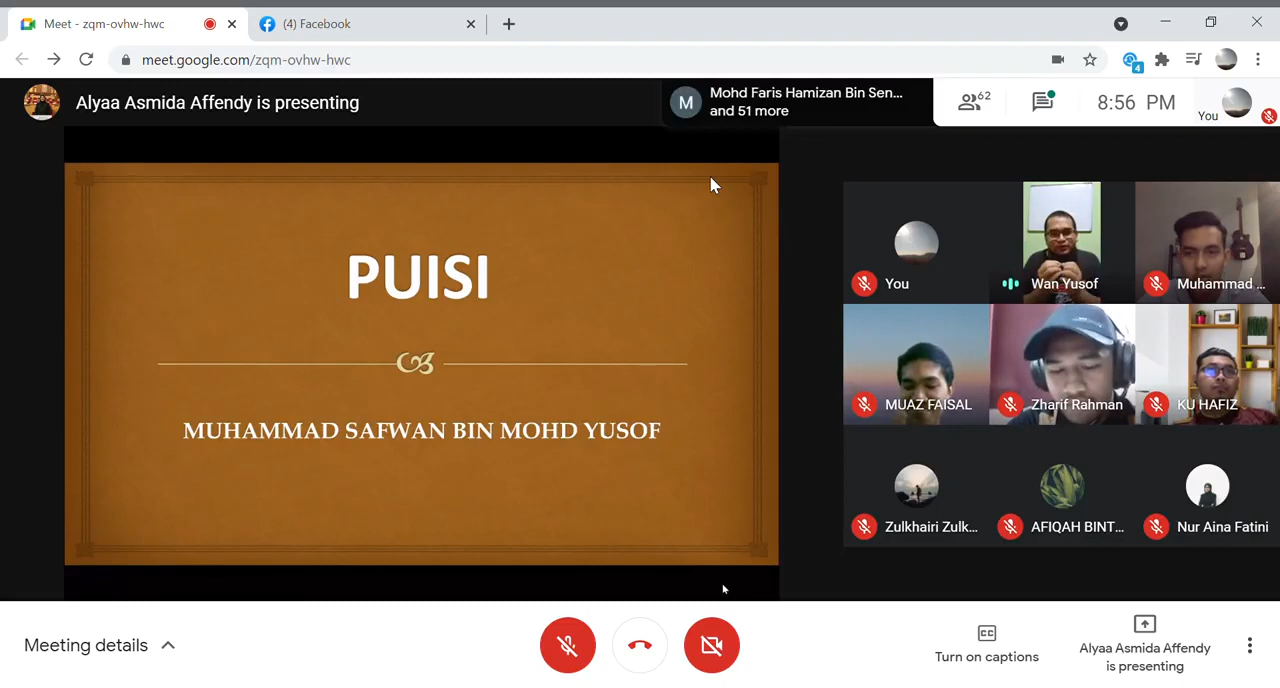 Meet - zqm-ovhw-hwc
(4) Facebook
meet.google.com/zqm-ovhw-hwc
4
Alyaa Asmida Affendy is presenting
M
Mohd Faris Hamizan Bin Sen...
and 51 more
62
8:56 PM
You
PUISI
MUHAMMAD SAFWAN BIN MOHD YUSOF
You
Wan Yusof
Muhammad ...
MUAZ FAISAL
Zharif Rahman
KU HAFIZ
Zulkhairi Zulk...
AFIQAH BINT...
Nur Aina Fatini
Meeting details
CC
Turn on captions
Alyaa Asmida Affendy
is presenting